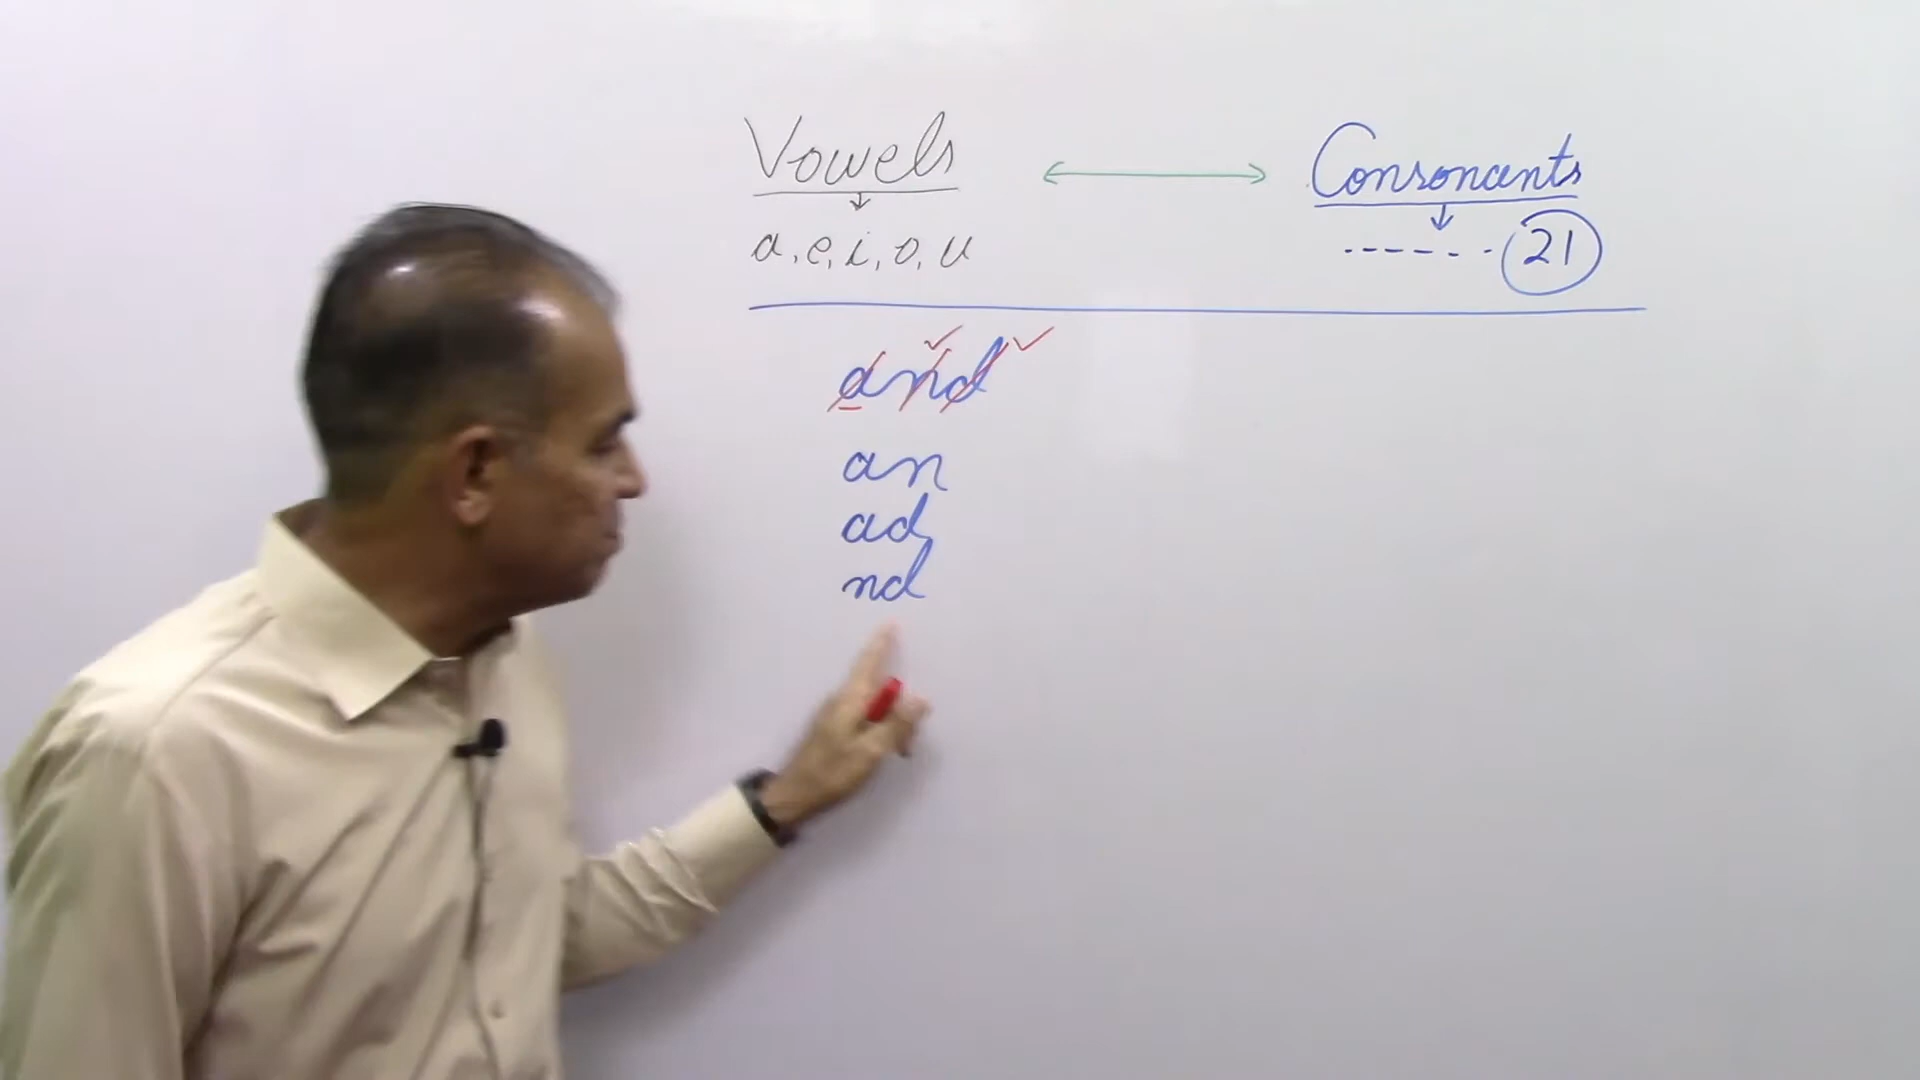 Vowels ↔ Consonants
a, e, i, o, u ------- 21
and
an
ad
nd